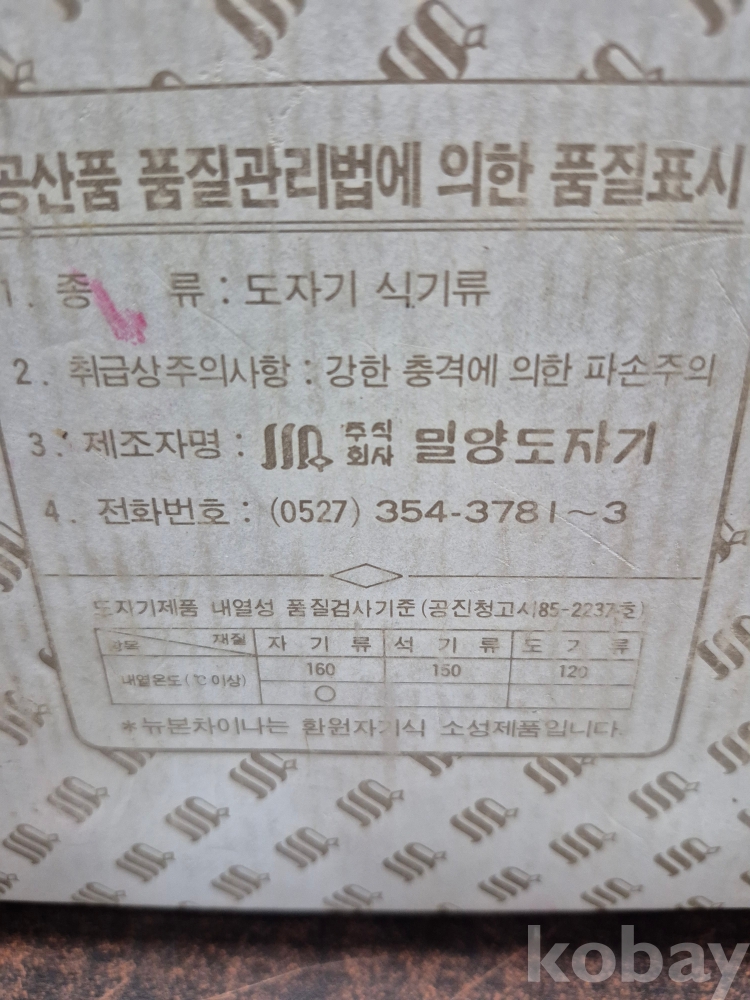 공산품 품질관리법에 의한 품질표시
1. 종 류 : 도자기 식기류
2. 취급상주의사항 : 강한 충격에 의한 파손주의
3. 제조자명 : 주식회사 밀양도자기
4. 전화번호 : (0527) 354-3781~3
도자기제품 내열성 품질검사기준(공진청고시85-2237호)
항목 재질 자 기 류 석 기 류 도 기 류
내열온도(℃이상) 160 150 120
○
*뉴본차이나는 환원자기식 소성제품입니다.
kobay